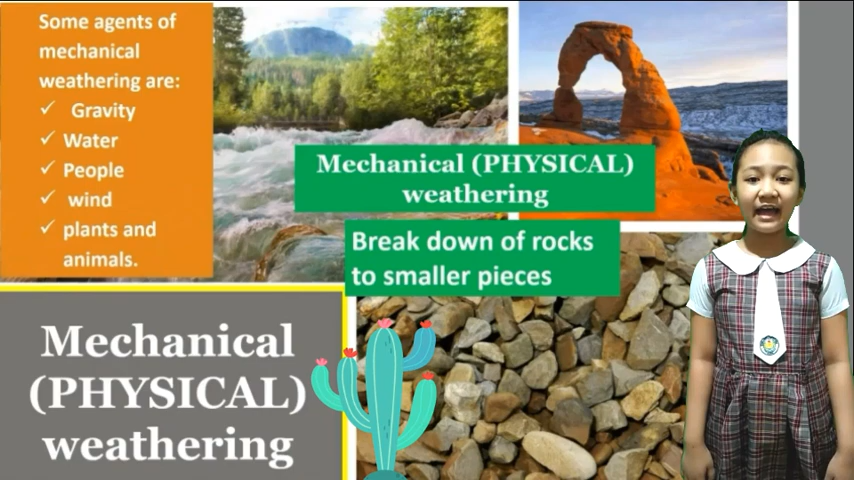 Some agents of
mechanical
weathering are:
✓ Gravity
✓ Water
✓ People
✓ wind
✓ plants and
animals.
Mechanical (PHYSICAL)
weathering
Break down of rocks
to smaller pieces
Mechanical
(PHYSICAL)
weathering